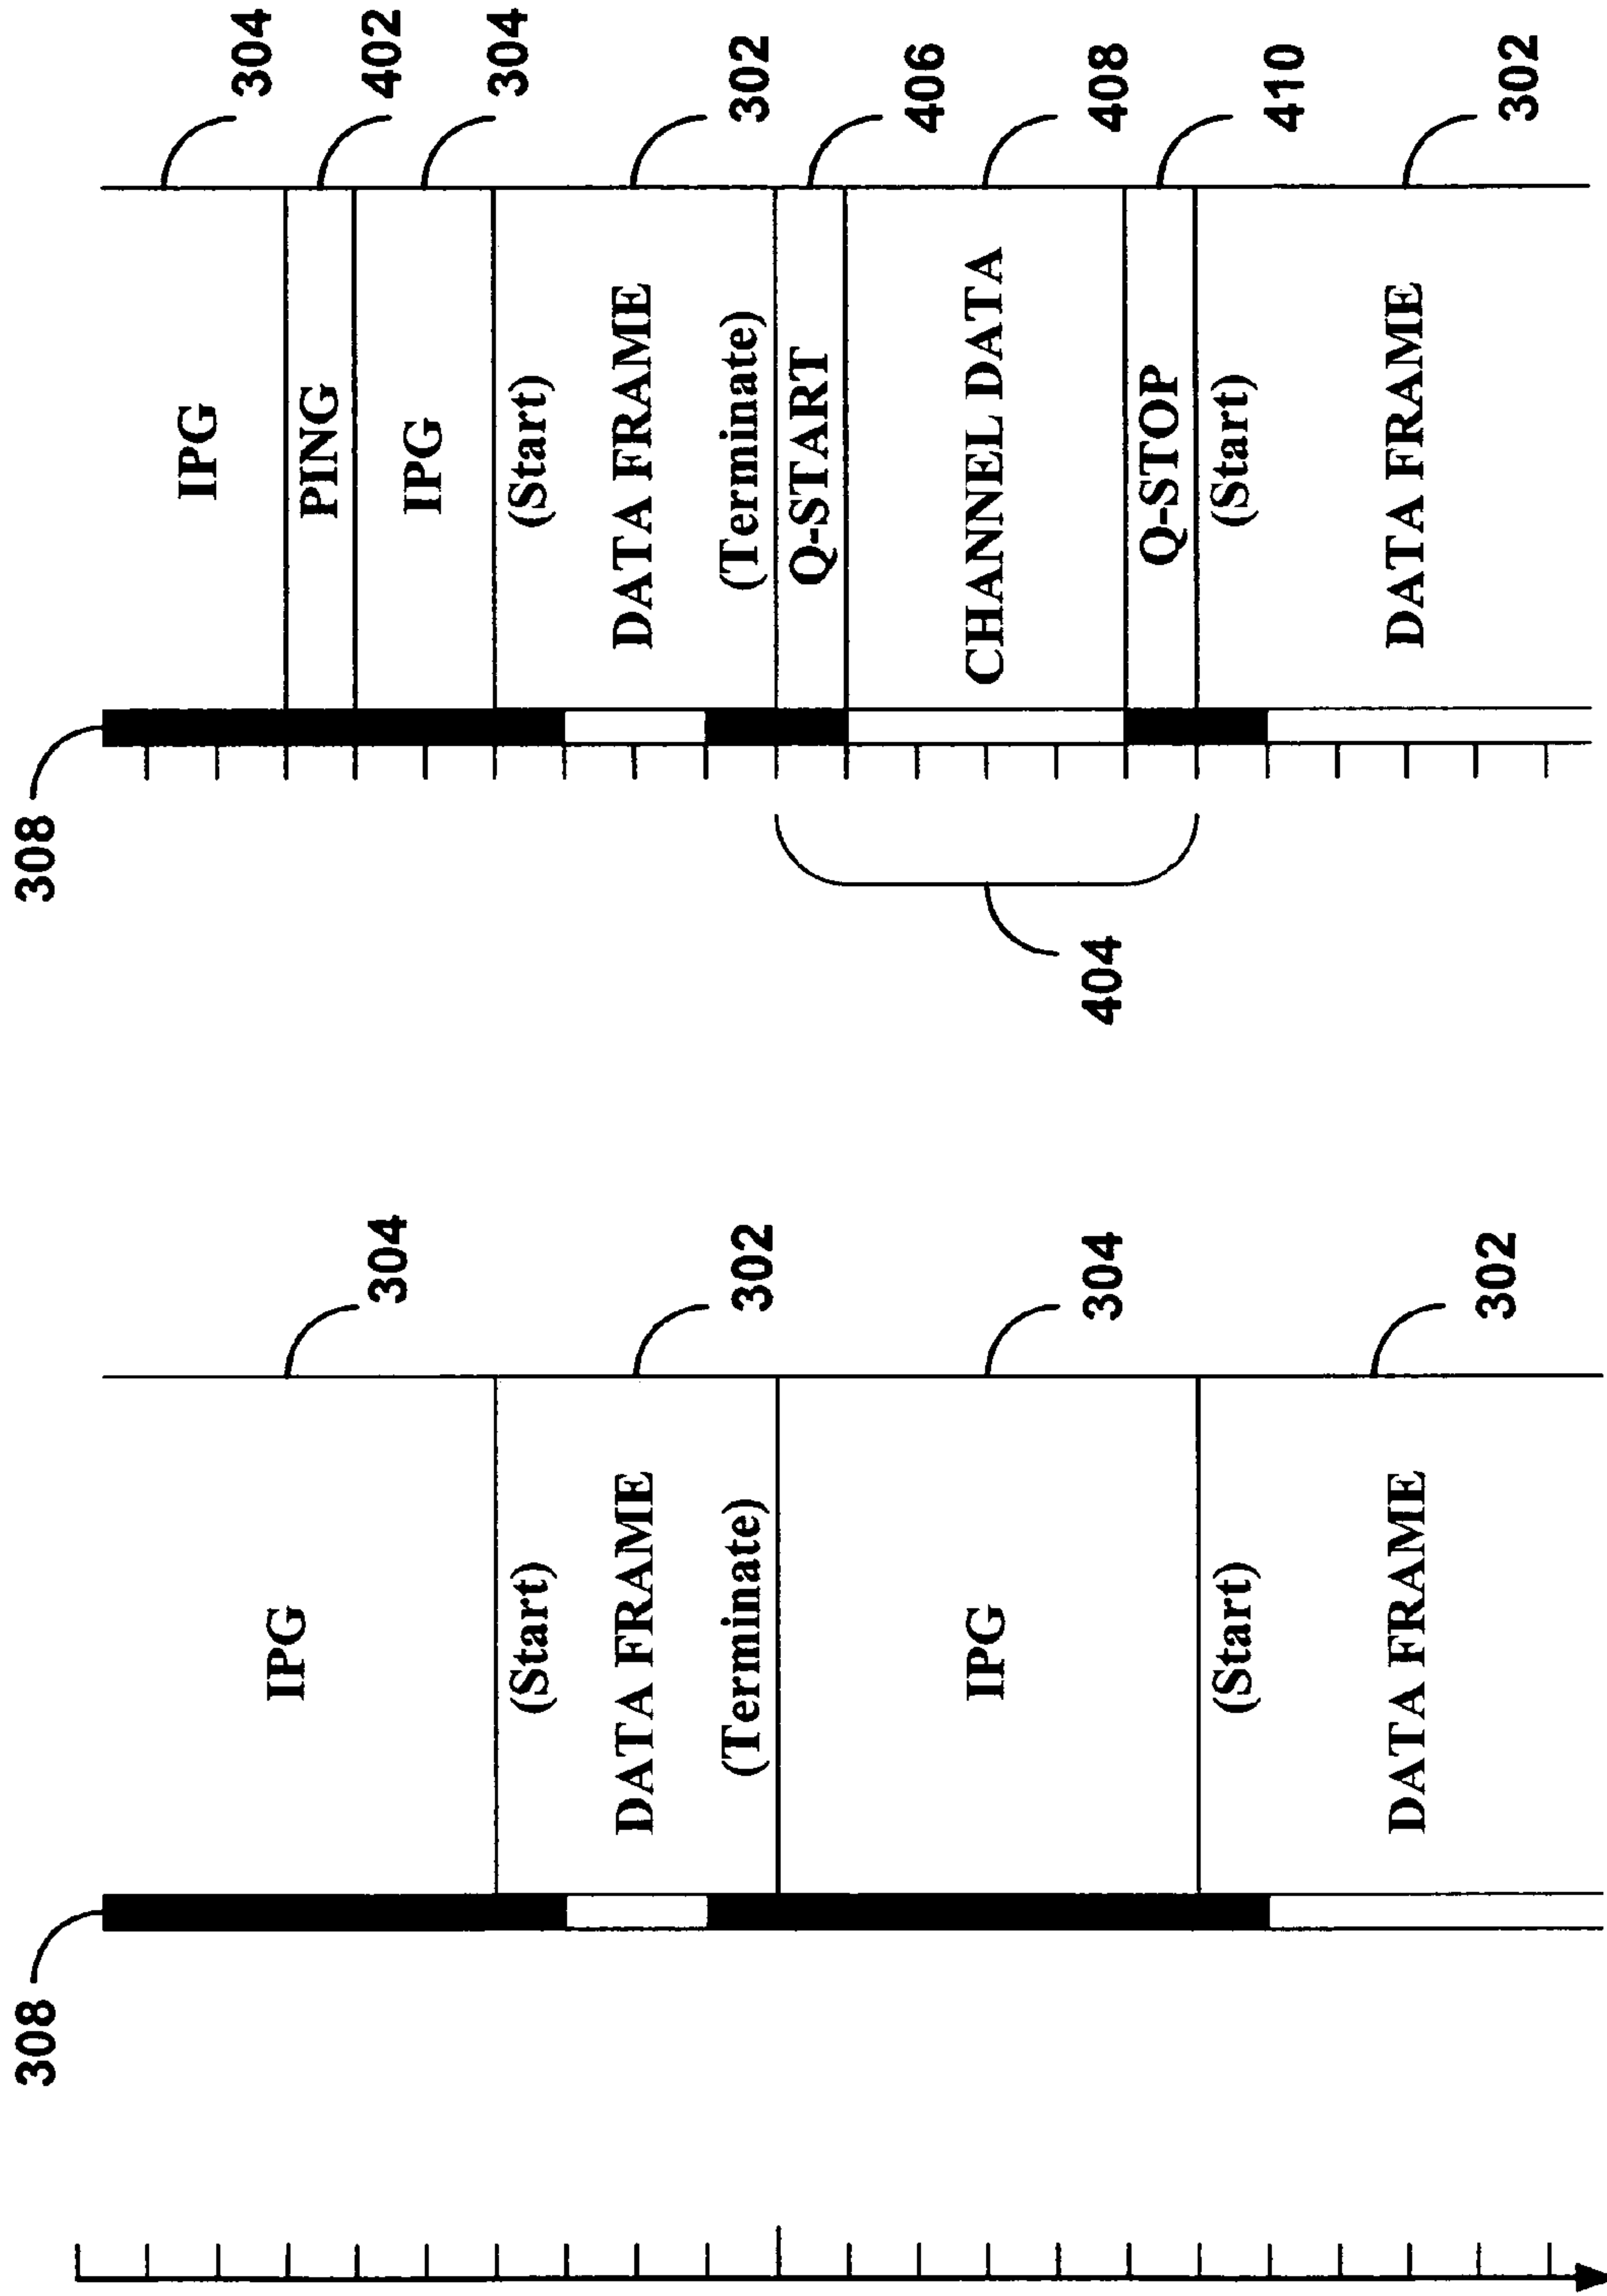 308
IPG
304
(Start)
DATA FRAME
302
(Terminate)
IPG
304
(Start)
DATA FRAME
302
308
IPG
304
PING
402
IPG
304
(Start)
DATA FRAME
302
(Terminate)
Q-START
406
CHANNEL DATA
408
404
Q-STOP
410
(Start)
DATA FRAME
302